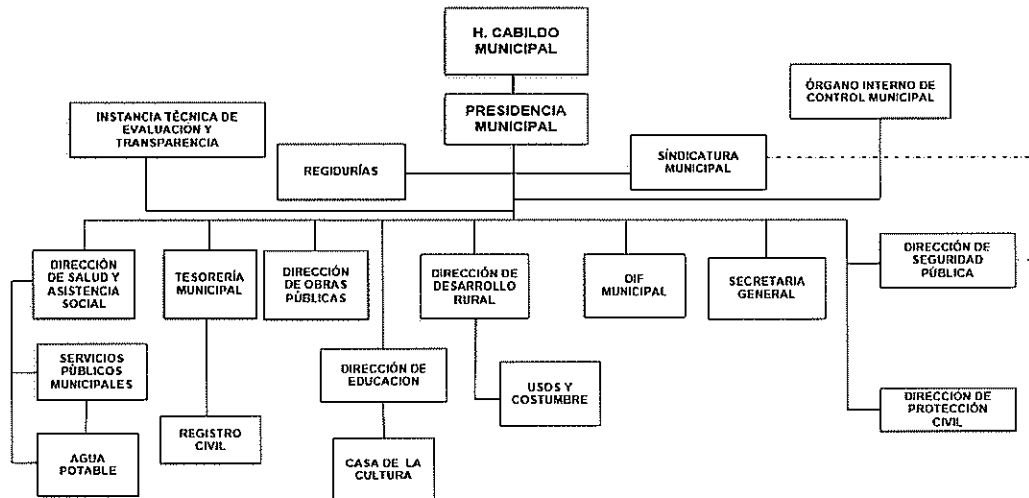 H. CABILDO
MUNICIPAL
PRESIDENCIA
MUNICIPAL
ÓRGANO INTERNO DE
CONTROL MUNICIPAL
INSTANCIA TÉCNICA DE
EVALUACIÓN Y
TRANSPARENCIA
REGIDURÍAS
SÍNDICATURA
MUNICIPAL
DIRECCIÓN
DE SALUD Y
ASISTENCIA
SOCIAL
TESORERÍA
MUNICIPAL
DIRECCIÓN
DE OBRAS
PÚBLICAS
DIRECCIÓN DE
DESARROLLO
RURAL
DIF
MUNICIPAL
SECRETARIA
GENERAL
DIRECCIÓN DE
SEGURIDAD
PÚBLICA
SERVICIOS
PÚBLICOS
MUNICIPALES
DIRECCIÓN DE
EDUCACION
USOS Y
COSTUMBRE
DIRECCIÓN DE
PROTECCIÓN
CIVIL
REGISTRO
CIVIL
AGUA
POTABLE
CASA DE LA
CULTURA